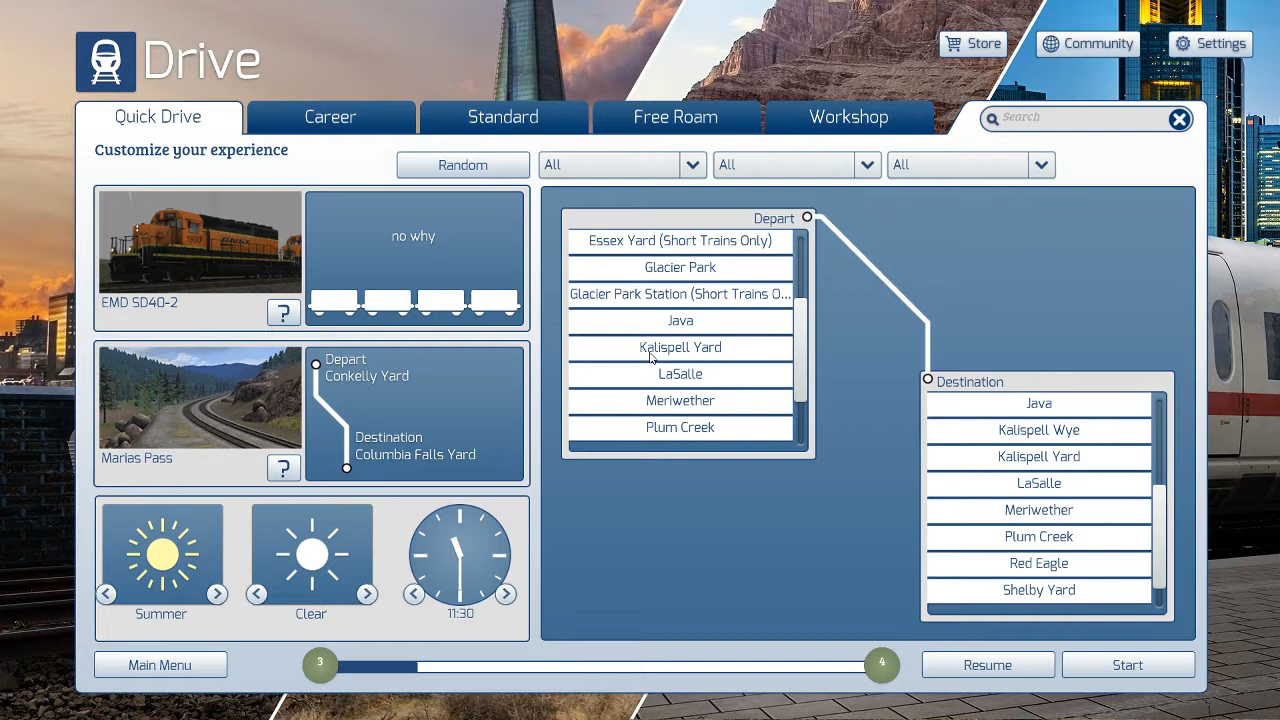 Drive
Store
Community
Settings
Quick Drive
Career
Standard
Free Roam
Workshop
Search
Customize your experience
Random
All
All
All
EMD SD40-2
?
no why
Marias Pass
?
Depart
Conkelly Yard
Destination
Columbia Falls Yard
Summer
Clear
11:30
Depart
Essex Yard (Short Trains Only)
Glacier Park
Glacier Park Station (Short Trains O...
Java
Kalispell Yard
LaSalle
Meriwether
Plum Creek
Destination
Java
Kalispell Wye
Kalispell Yard
LaSalle
Meriwether
Plum Creek
Red Eagle
Shelby Yard
Main Menu
3
4
Resume
Start